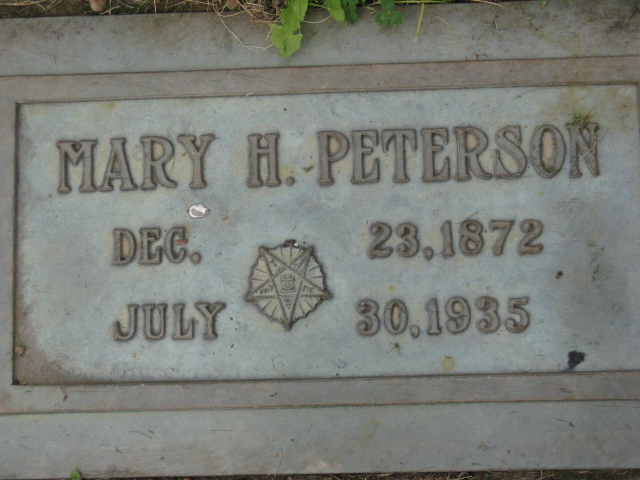 MARY H. PETERSON
DEC. 23, 1872
JULY 30, 1935